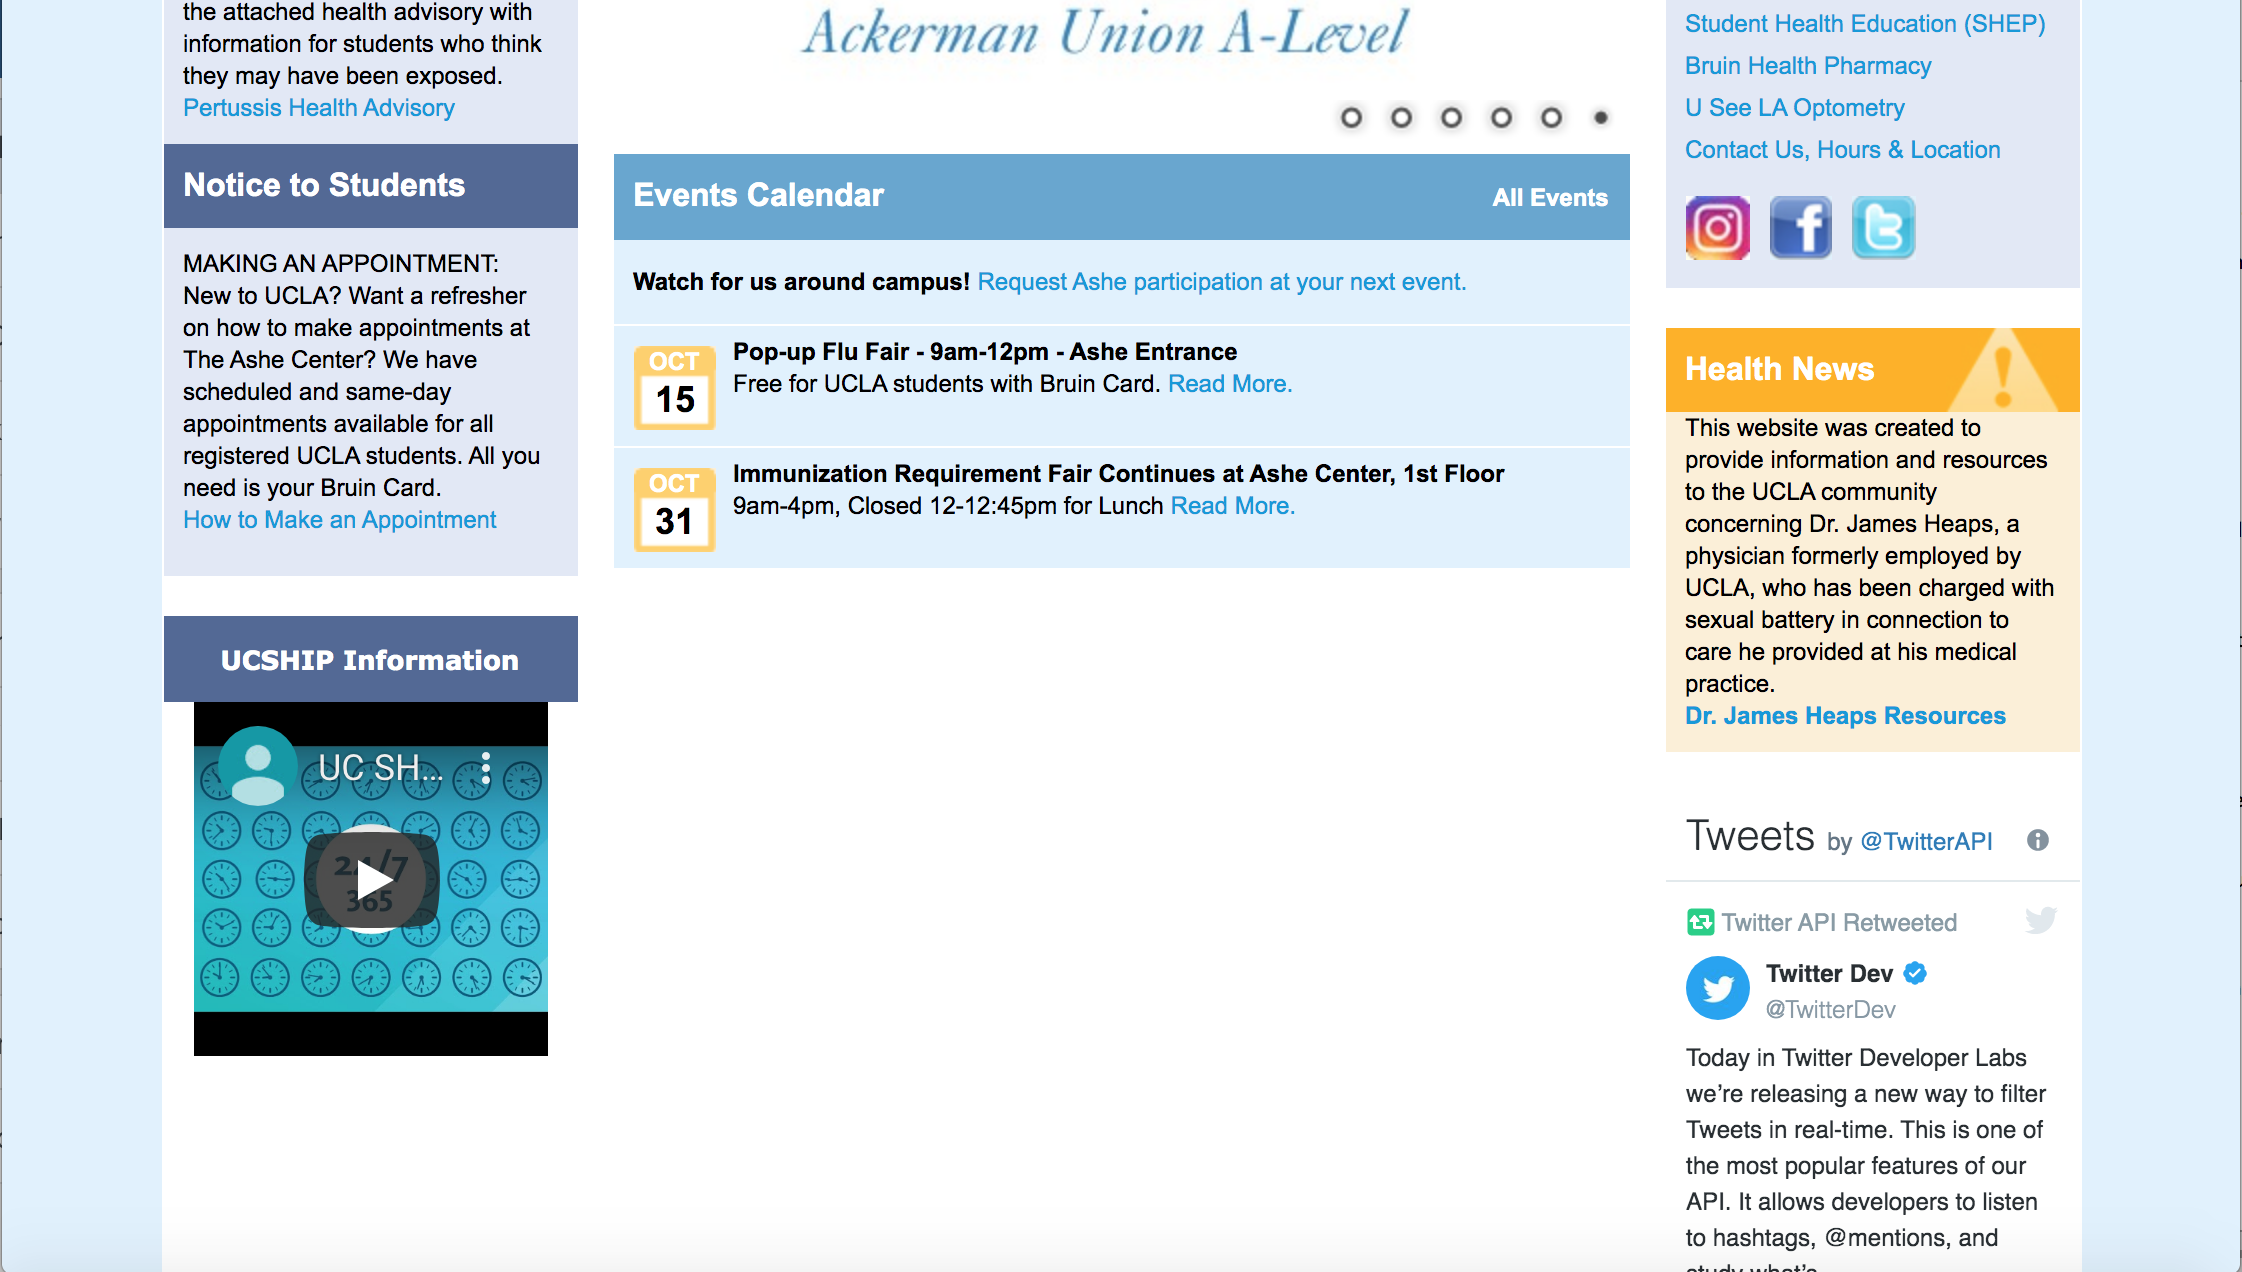 the attached health advisory with
information for students who think
they may have been exposed.
Pertussis Health Advisory
Notice to Students
MAKING AN APPOINTMENT:
New to UCLA? Want a refresher
on how to make appointments at
The Ashe Center? We have
scheduled and same-day
appointments available for all
registered UCLA students. All you
need is your Bruin Card.
How to Make an Appointment
UCSHIP Information
UC SH...
24/7
365
Ackerman Union A-Level
Events Calendar
All Events
Watch for us around campus! Request Ashe participation at your next event.
OCT
15
Pop-up Flu Fair - 9am-12pm - Ashe Entrance
Free for UCLA students with Bruin Card. Read More.
OCT
31
Immunization Requirement Fair Continues at Ashe Center, 1st Floor
9am-4pm, Closed 12-12:45pm for Lunch Read More.
Student Health Education (SHEP)
Bruin Health Pharmacy
U See LA Optometry
Contact Us, Hours & Location
Health News
This website was created to
provide information and resources
to the UCLA community
concerning Dr. James Heaps, a
physician formerly employed by
UCLA, who has been charged with
sexual battery in connection to
care he provided at his medical
practice.
Dr. James Heaps Resources
Tweets by @TwitterAPI
Twitter API Retweeted
Twitter Dev
@TwitterDev
Today in Twitter Developer Labs
we’re releasing a new way to filter
Tweets in real-time. This is one of
the most popular features of our
API. It allows developers to listen
to hashtags, @mentions, and
study what's